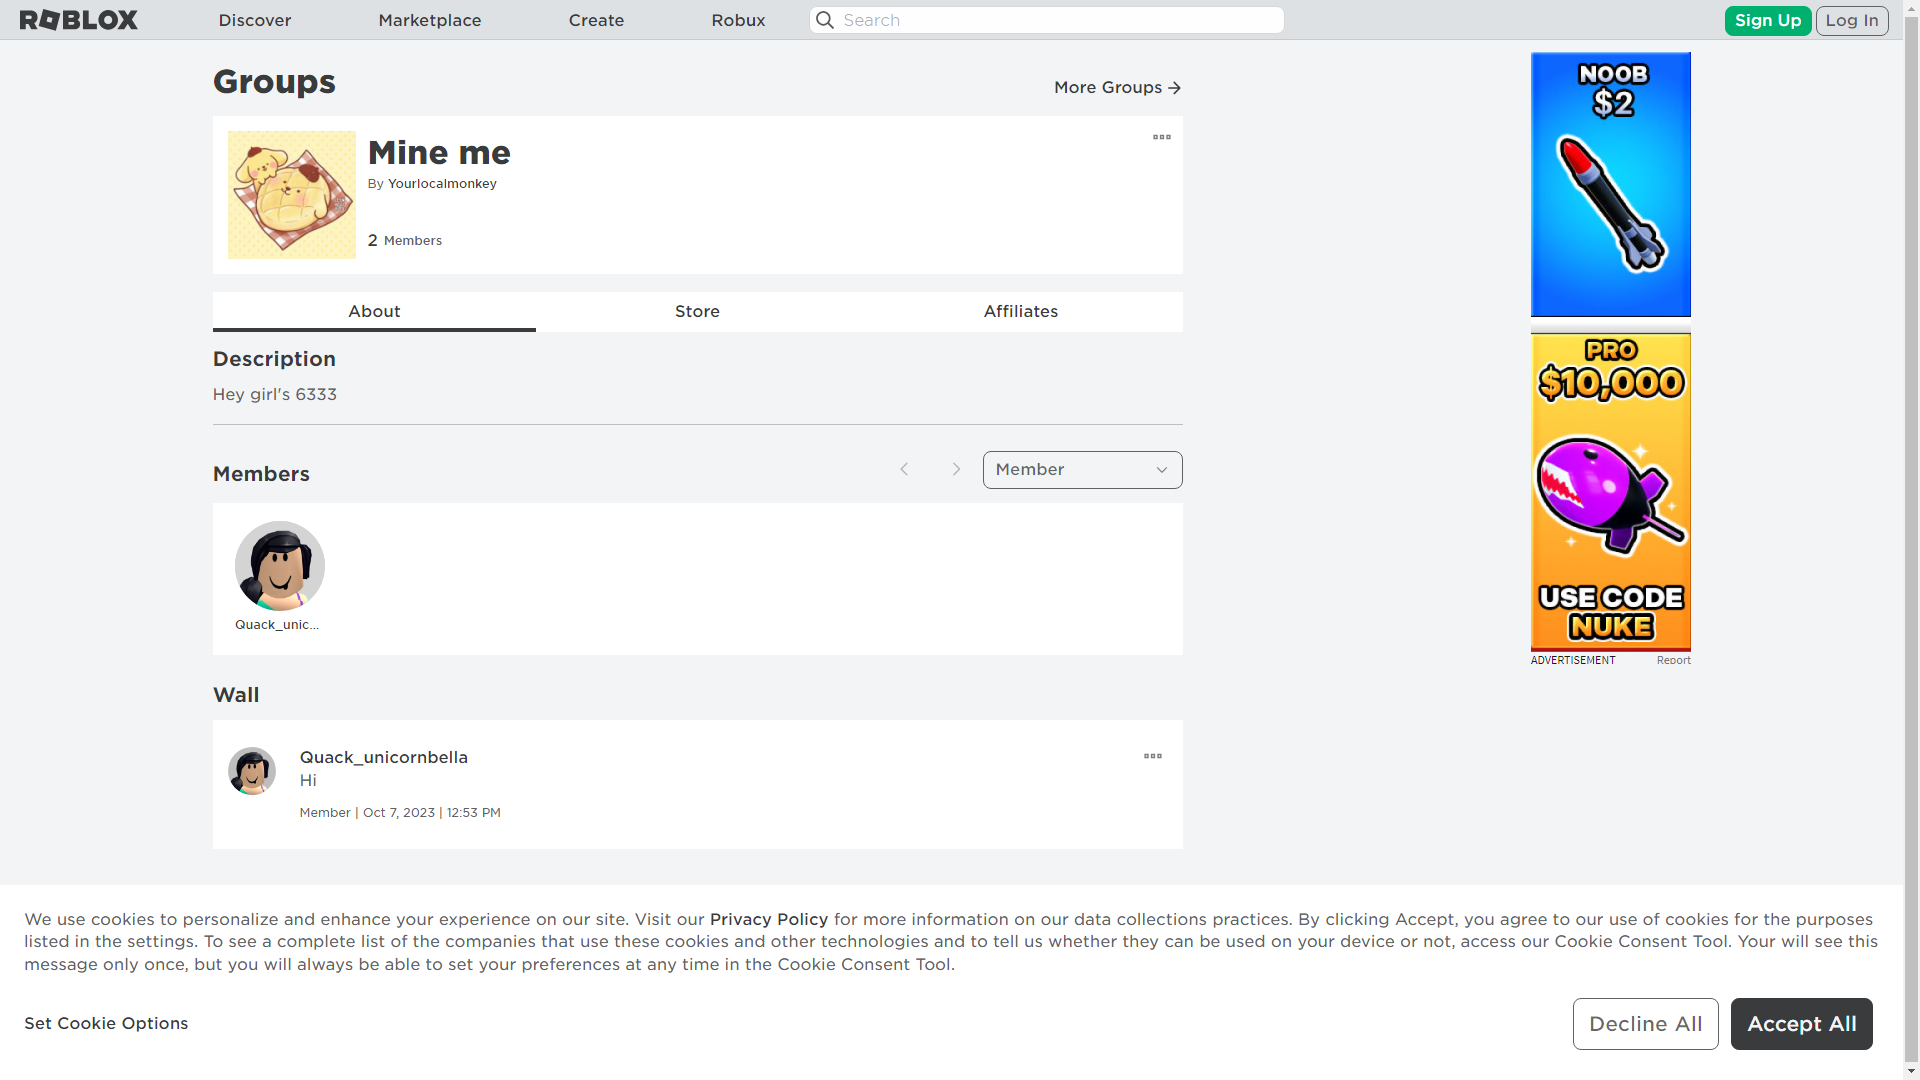 ROBLOX
Discover
Marketplace
Create
Robux
Search
Sign Up
Log In
Groups
More Groups
Mine me
By Yourlocalmonkey
2 Members
About
Store
Affiliates
Description
Hey girl's 6333
Members
Member
Quack_unic...
Wall
Quack_unicornbella
Hi
Member | Oct 7, 2023 | 12:53 PM
NOOB
$2
PRO
$10,000
USE CODE
NUKE
ADVERTISEMENT
Report
We use cookies to personalize and enhance your experience on our site. Visit our Privacy Policy for more information on our data collections practices. By clicking Accept, you agree to our use of cookies for the purposes
listed in the settings. To see a complete list of the companies that use these cookies and other technologies and to tell us whether they can be used on your device or not, access our Cookie Consent Tool. Your will see this
message only once, but you will always be able to set your preferences at any time in the Cookie Consent Tool.
Set Cookie Options
Decline All
Accept All